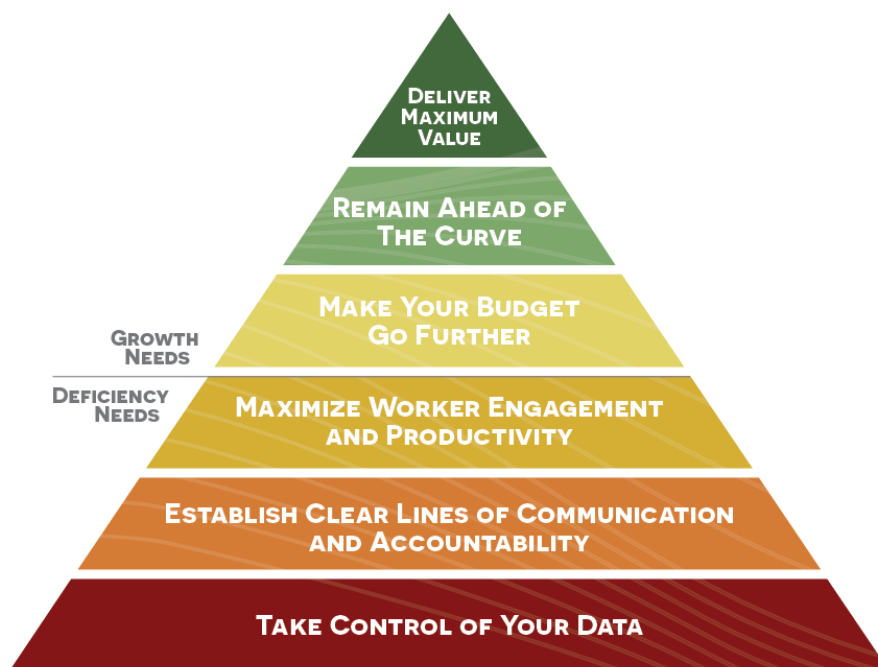 Deliver
Maximum
Value
Remain Ahead of
The Curve
Make Your Budget
Go Further
Growth
Needs
Deficiency
Needs
Maximize Worker Engagement
and Productivity
Establish Clear Lines of Communication
and Accountability
Take Control of Your Data